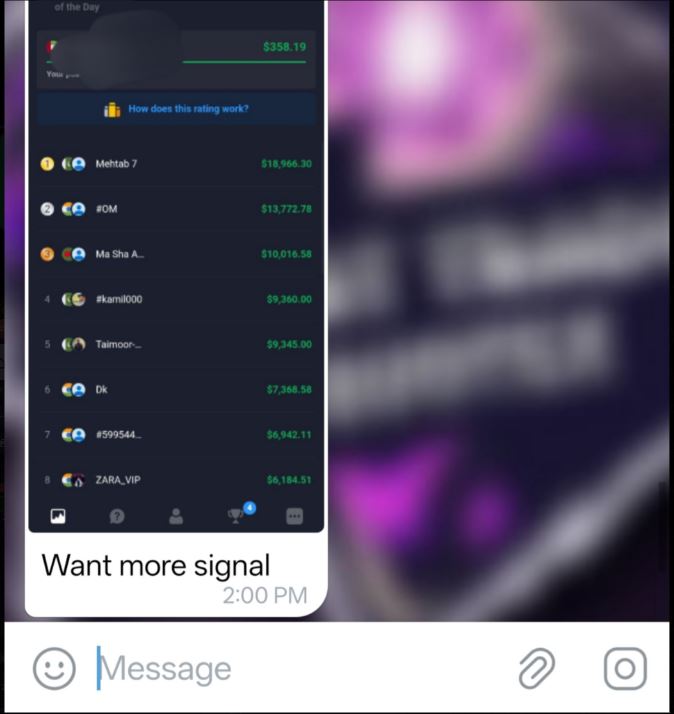 of the Day
$358.19
How does this rating work?
1 Mehtab 7 $18,966.30
2 #OM $13,772.78
3 Ma Sha A... $10,016.58
4 #kamil000 $9,360.00
5 Taimoor-... $9,345.00
6 Dk $7,368.58
7 #599544... $6,942.11
8 ZARA_VIP $6,184.51
4
Want more signal
2:00 PM
Message